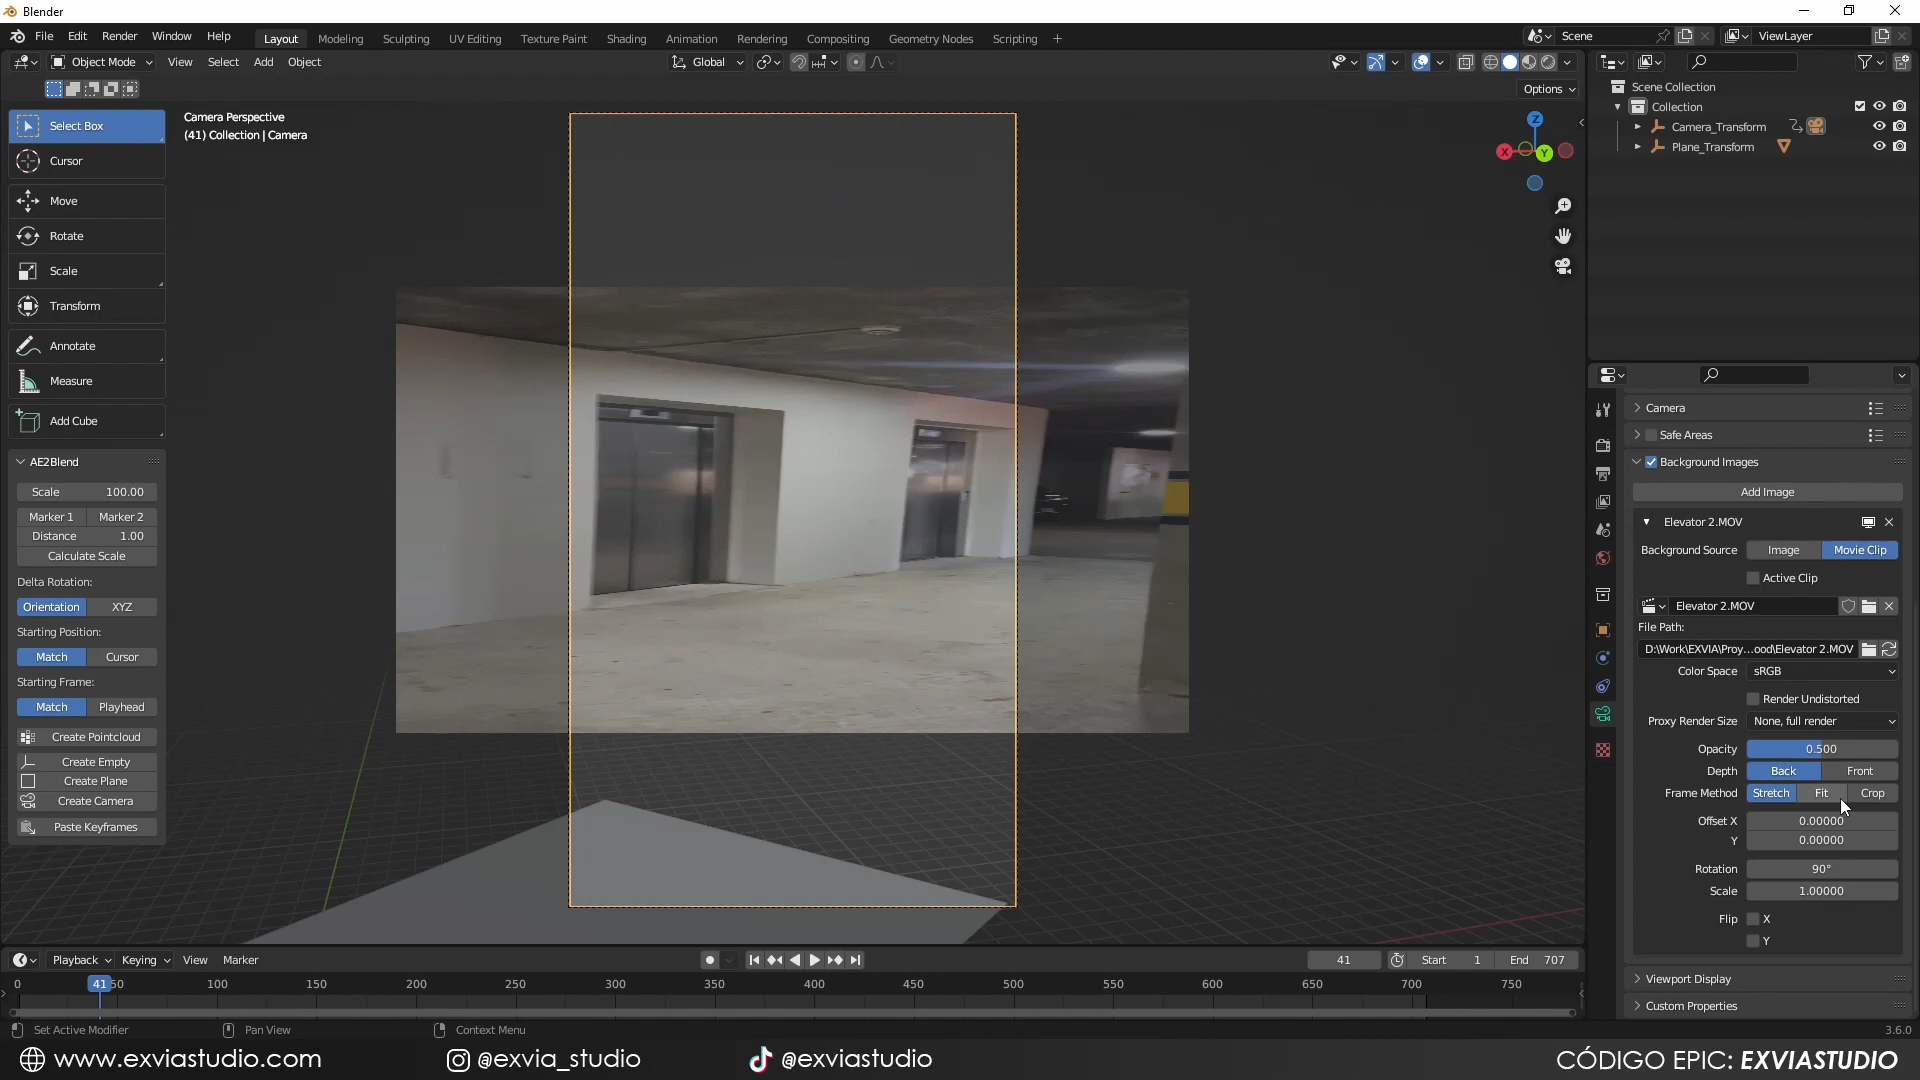 Blender
File Edit Render Window Help
Layout Modeling Sculpting UV Editing Texture Paint Shading Animation Rendering Compositing Geometry Nodes Scripting +
Scene
ViewLayer
Object Mode View Select Add Object
Global
Options
Select Box
Cursor
Move
Rotate
Scale
Transform
Annotate
Measure
Add Cube
AE2Blend
Scale 100.00
Marker 1 Marker 2
Distance 1.00
Calculate Scale
Delta Rotation:
Orientation XYZ
Starting Position:
Match Cursor
Starting Frame:
Match Playhead
Create Pointcloud
Create Empty
Create Plane
Create Camera
Paste Keyframes
Camera Perspective
(41) Collection | Camera
Z
X Y
Scene Collection
Collection
Camera_Transform
Plane_Transform
Camera
Safe Areas
Background Images
Add Image
Elevator 2.MOV
Background Source Image Movie Clip
Active Clip
Elevator 2.MOV
File Path:
D:\Work\EXVIA\Proy...ood\Elevator 2.MOV
Color Space sRGB
Render Undistorted
Proxy Render Size None, full render
Opacity 0.500
Depth Back Front
Frame Method Stretch Fit Crop
Offset X 0.00000
Y 0.00000
Rotation 90°
Scale 1.00000
Flip X
Y
Viewport Display
Custom Properties
Playback Keying View Marker
41 Start 1 End 707
0 41 50 100 150 200 250 300 350 400 450 500 550 600 650 700 750
Set Active Modifier Pan View Context Menu
3.6.0
www.exviastudio.com @exvia_studio @exviastudio CÓDIGO EPIC: EXVIASTUDIO